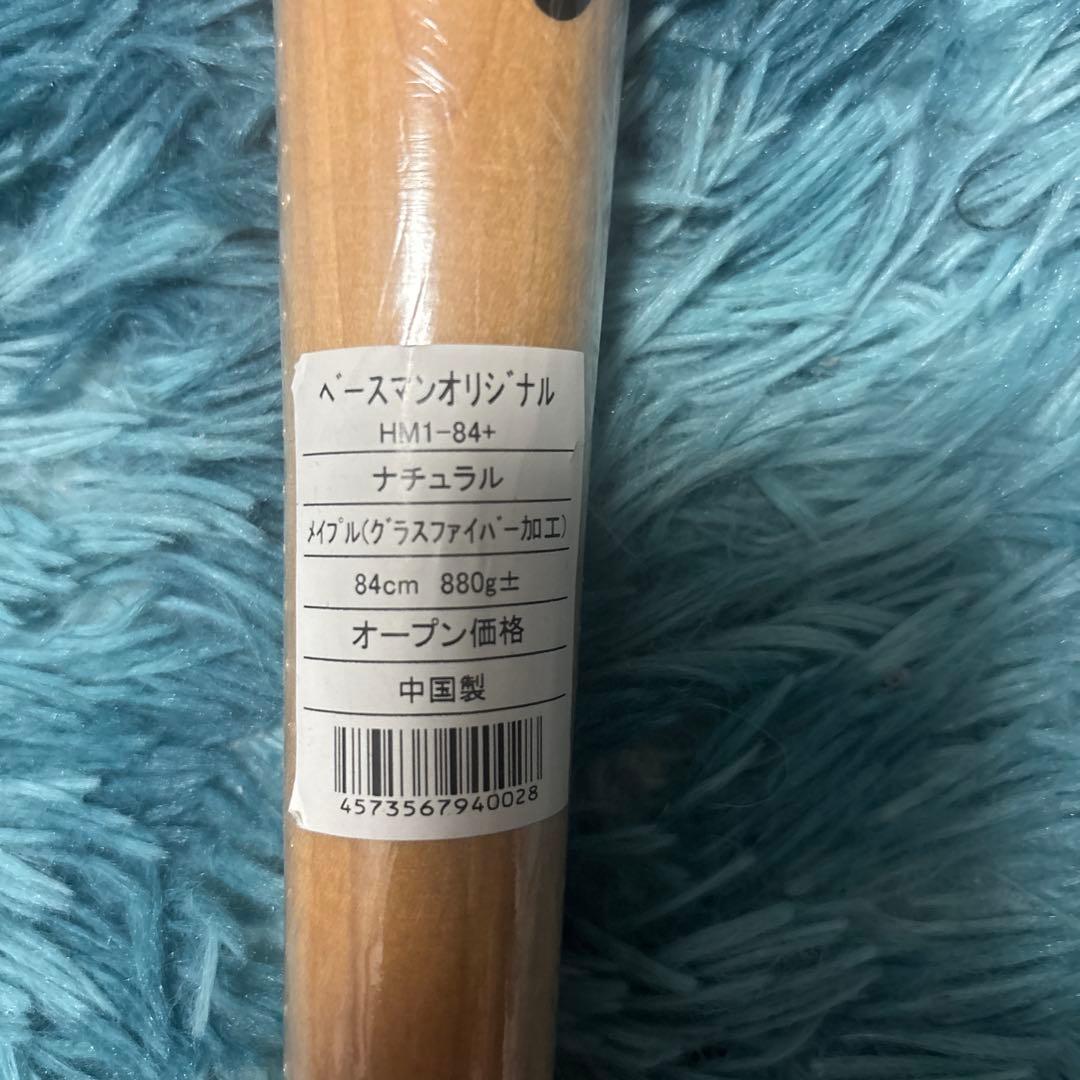 ﾍﾞースマンオリジﾞナル
HM1-84+
ナチュラル
ﾒｲﾌﾟﾙ(ｸﾞﾗｽﾌｧｲﾊﾞｰ加工)
84cm 880g±
オープン価格
中国製
4573567940028